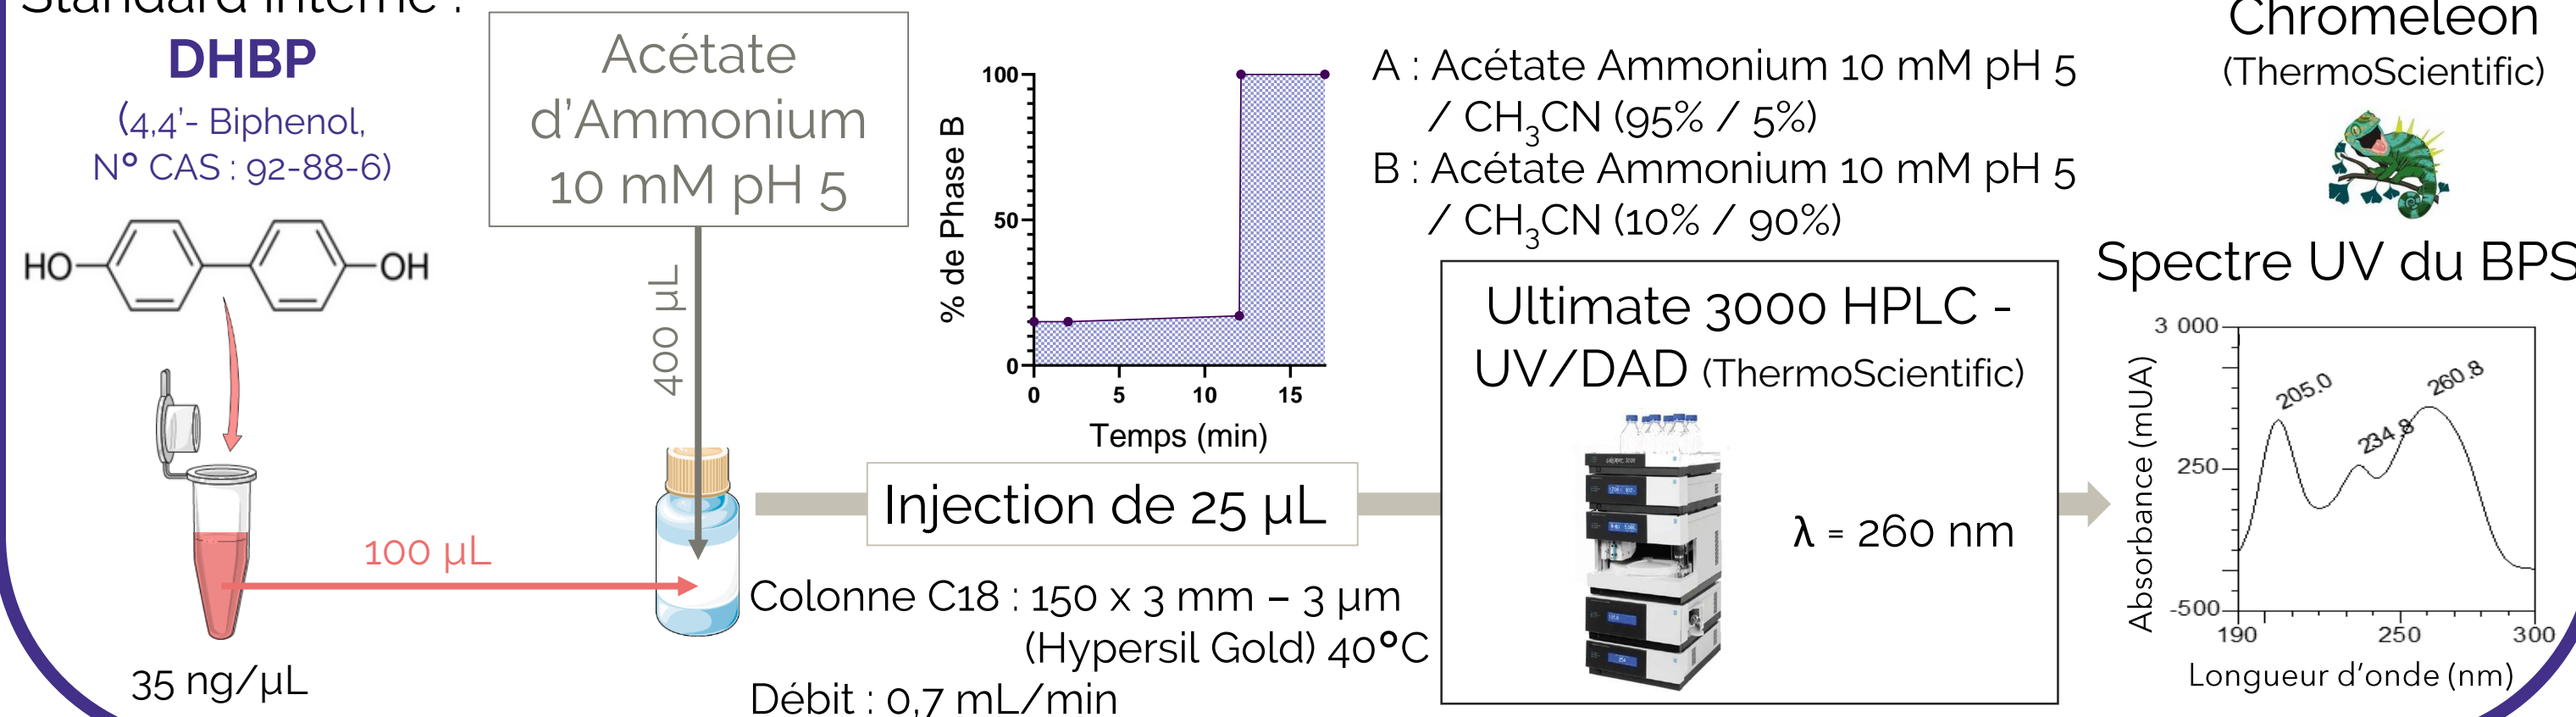 Standard interne :
DHBP
(4,4'- Biphenol,
N° CAS : 92-88-6)
HO
OH
35 ng/µL
100 µL
Acétate
d'Ammonium
10 mM pH 5
400 µL
% de Phase B
100
50
0
0 5 10 15
Temps (min)
A : Acétate Ammonium 10 mM pH 5
/ CH₃CN (95% / 5%)
B : Acétate Ammonium 10 mM pH 5
/ CH₃CN (10% / 90%)
Injection de 25 µL
Colonne C18 : 150 x 3 mm – 3 µm
(Hypersil Gold) 40°C
Débit : 0,7 mL/min
Ultimate 3000 HPLC -
UV/DAD (ThermoScientific)
λ = 260 nm
Chromeleon
(ThermoScientific)
Spectre UV du BPS
Absorbance (mUA)
3 000
250
-500
205.0
234.8
260.8
190 250 300
Longueur d'onde (nm)